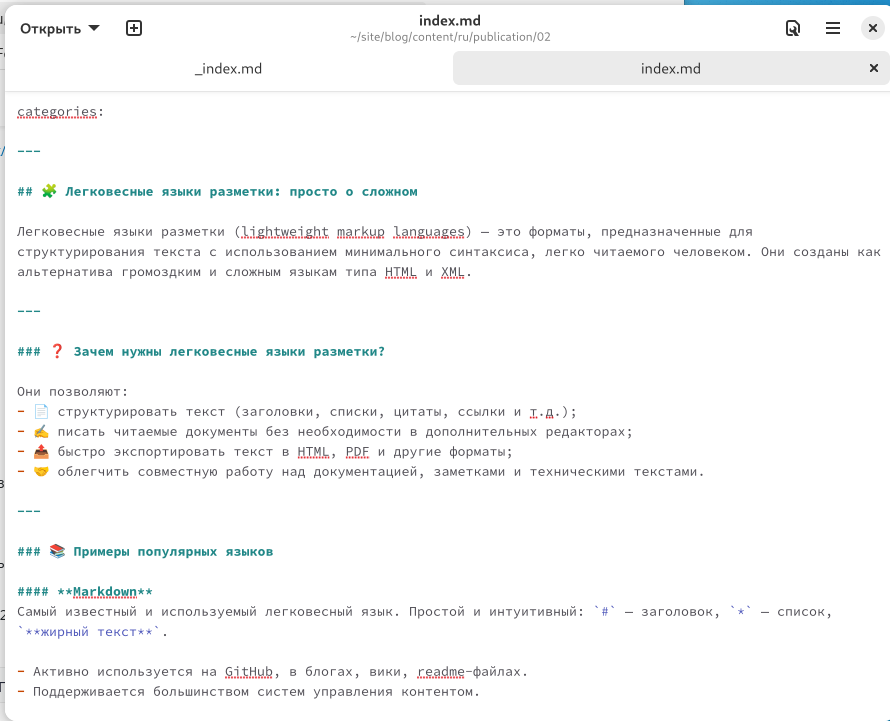 Открыть
index.md
~/site/blog/content/ru/publication/02
_index.md
index.md
categories:
---
## 🧩 Легковесные языки разметки: просто о сложном
Легковесные языки разметки (lightweight markup languages) — это форматы, предназначенные для
структурирования текста с использованием минимального синтаксиса, легко читаемого человеком. Они созданы как
альтернатива громоздким и сложным языкам типа HTML и XML.
---
### ❓ Зачем нужны легковесные языки разметки?
Они позволяют:
- 📄 структурировать текст (заголовки, списки, цитаты, ссылки и т.д.);
- ✍️ писать читаемые документы без необходимости в дополнительных редакторах;
- 📤 быстро экспортировать текст в HTML, PDF и другие форматы;
- 🤝 облегчить совместную работу над документацией, заметками и техническими текстами.
---
### 📚 Примеры популярных языков
#### **Markdown**
Самый известный и используемый легковесный язык. Простой и интуитивный: `#` — заголовок, `*` — список,
`**жирный текст**`.
- Активно используется на GitHub, в блогах, вики, readme-файлах.
- Поддерживается большинством систем управления контентом.